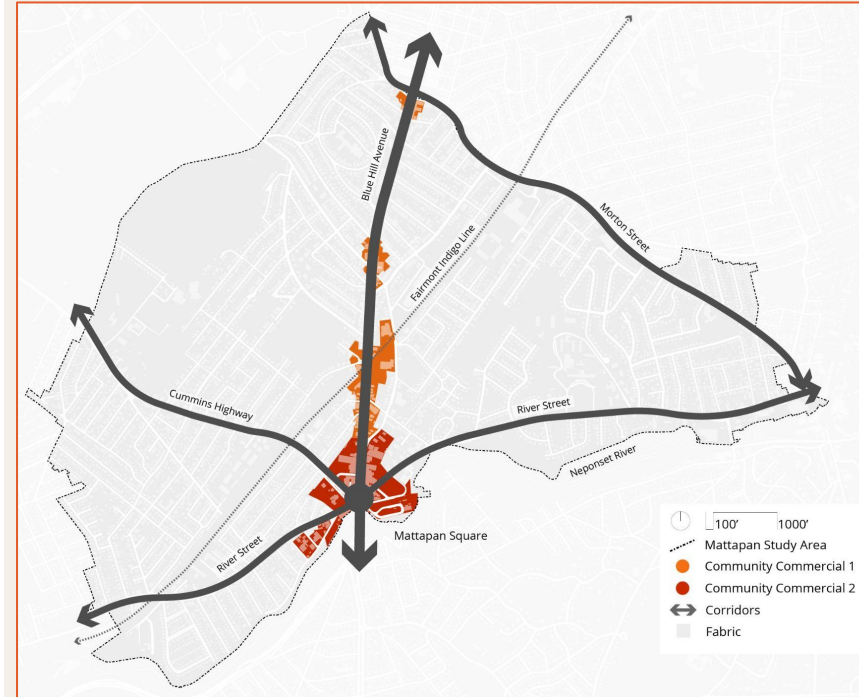 Blue Hill Avenue
Fairmont Indigo Line
Morton Street
Cummins Highway
River Street
Neponset River
River Street
Mattapan Square
100' 1000'
Mattapan Study Area
Community Commercial 1
Community Commercial 2
Corridors
Fabric